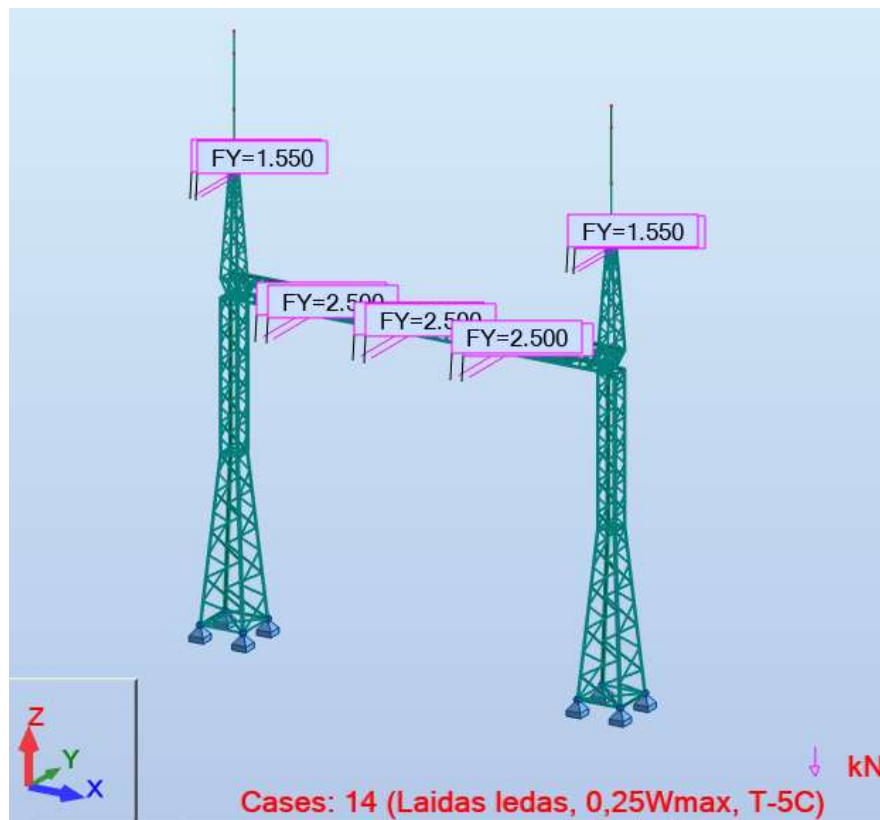 FY=1.550
FY=1.550
FY=2.500
FY=2.500
FY=2.500
Z
Y
X
kN
Cases: 14 (Laidas ledas, 0,25Wmax, T-5C)